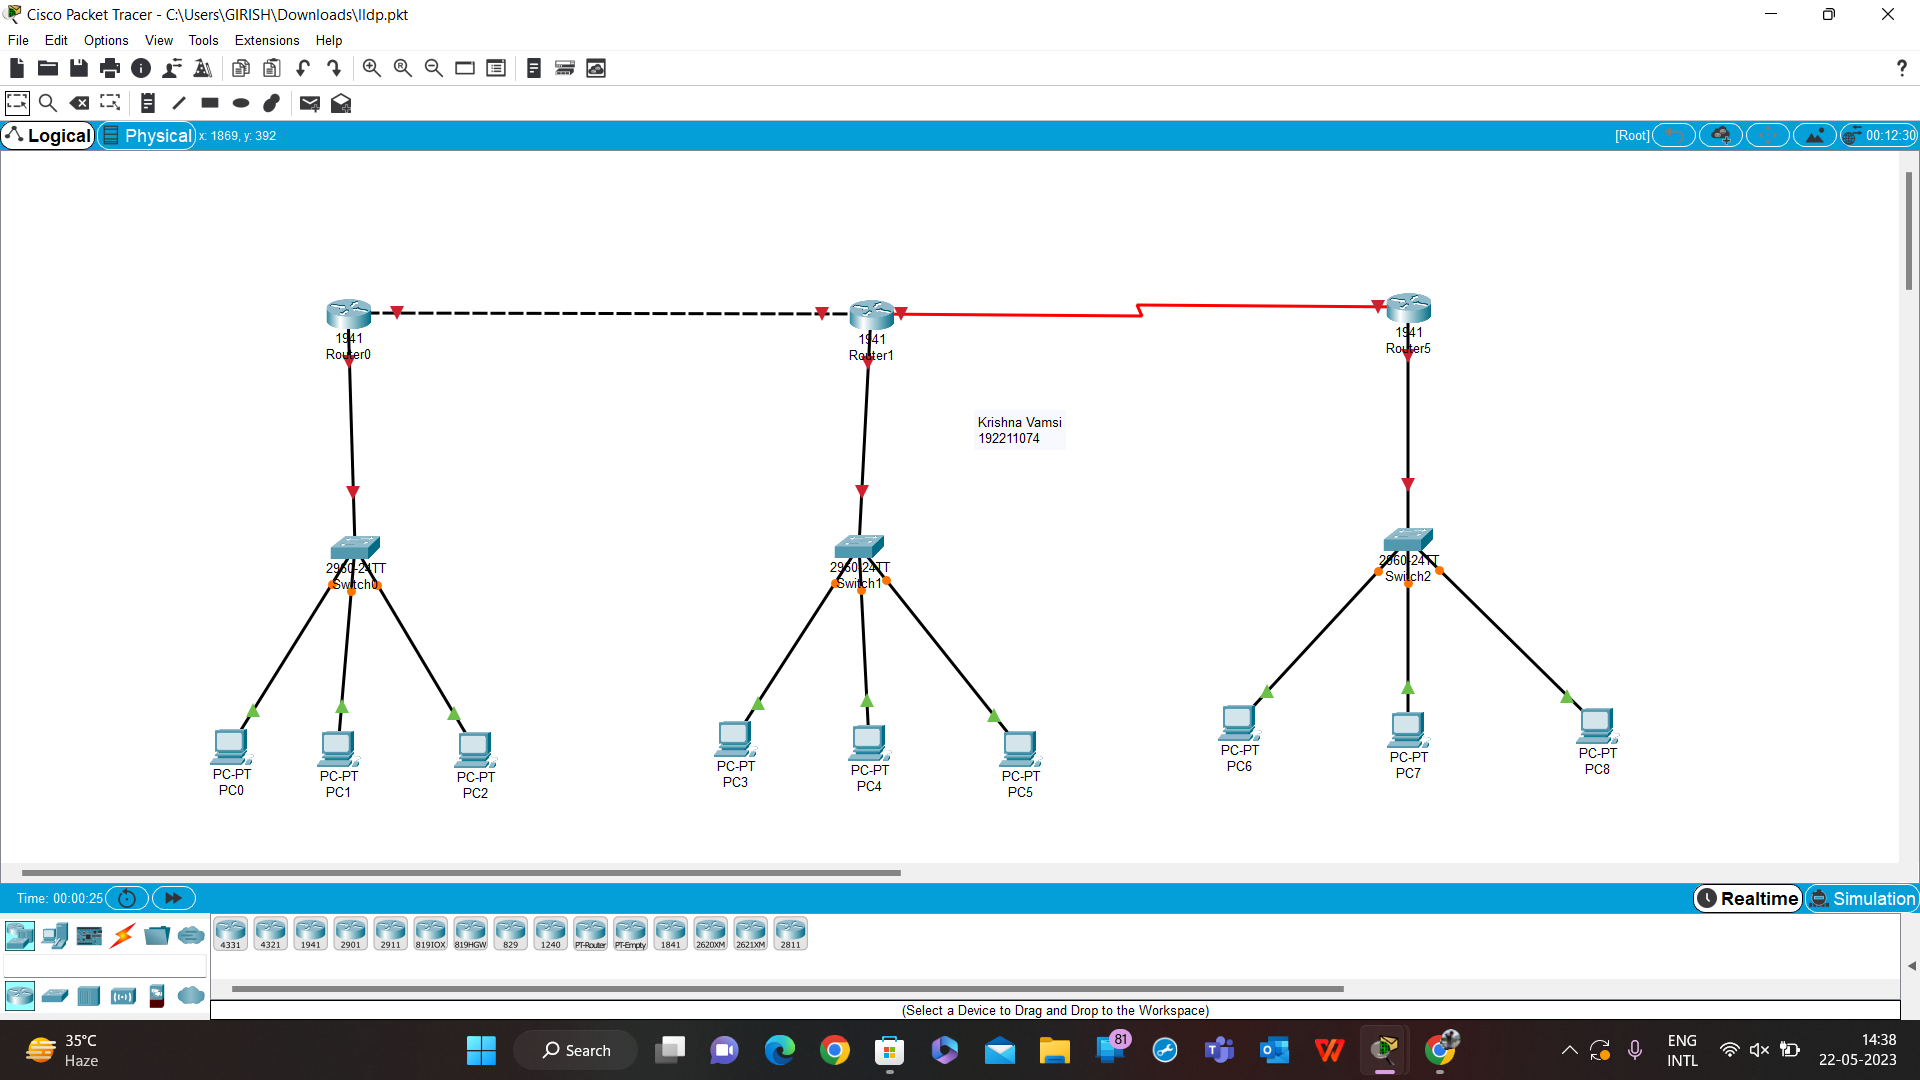 Cisco Packet Tracer - C:\Users\GIRISH\Downloads\lldp.pkt
File Edit Options View Tools Extensions Help
?
Logical Physical x: 1869, y: 392 [Root] 00:12:30
1941
Router0
1941
Router1
1941
Router5
Krishna Vamsi
192211074
2960-24TT
Switch0
2960-24TT
Switch1
2960-24TT
Switch2
PC-PT
PC0
PC-PT
PC1
PC-PT
PC2
PC-PT
PC3
PC-PT
PC4
PC-PT
PC5
PC-PT
PC6
PC-PT
PC7
PC-PT
PC8
Time: 00:00:25 Realtime Simulation
4331 4321 1941 2901 2911 819IOX 819HGW 829 1240 PT-Router PT-Empty 1841 2620XM 2621XM 2811
(Select a Device to Drag and Drop to the Workspace)
35°C
Haze
Search
81
ENG
INTL
14:38
22-05-2023